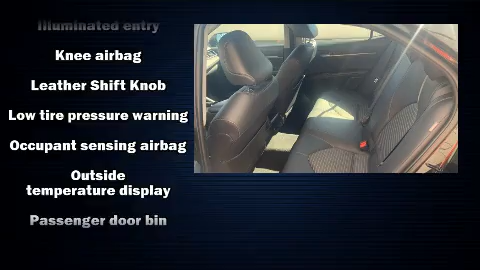 Illuminated entry
Knee airbag
Leather Shift Knob
Low tire pressure warning
Occupant sensing airbag
Outside
temperature display
Passenger door bin